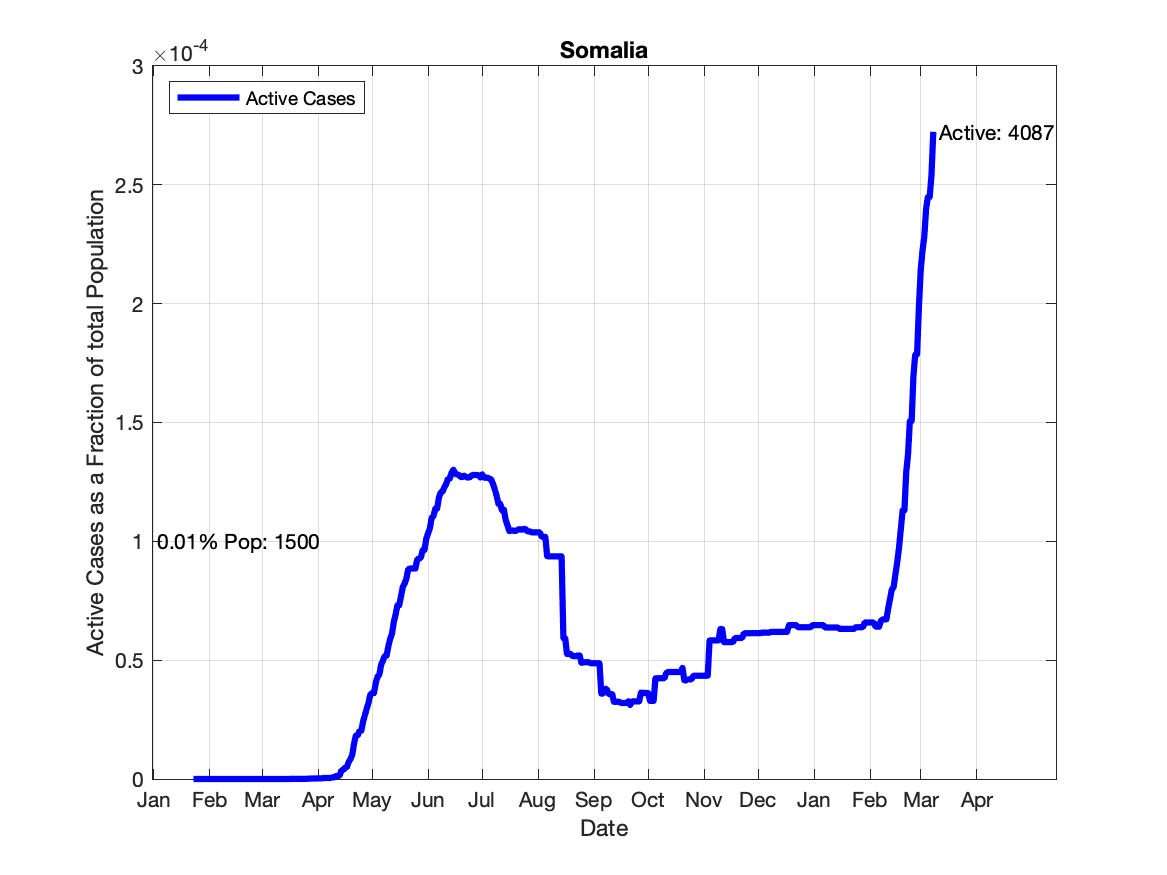 Somalia
×10-4
3
2.5
2
1.5
1
0.5
0
Active Cases
Active: 4087
0.01% Pop: 1500
Active Cases as a Fraction of total Population
Jan Feb Mar Apr May Jun Jul Aug Sep Oct Nov Dec Jan Feb Mar Apr
Date